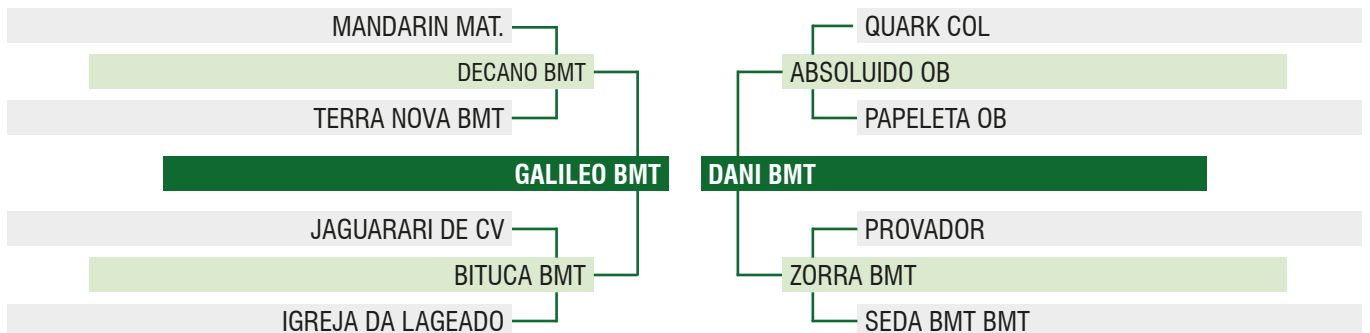 MANDARIN MAT.
QUARK COL
DECANO BMT
ABSOLUIDO OB
TERRA NOVA BMT
PAPELETA OB
GALILEO BMT
DANI BMT
JAGUARARI DE CV
PROVADOR
BITUCA BMT
ZORRA BMT
IGREJA DA LAGEADO
SEDA BMT BMT